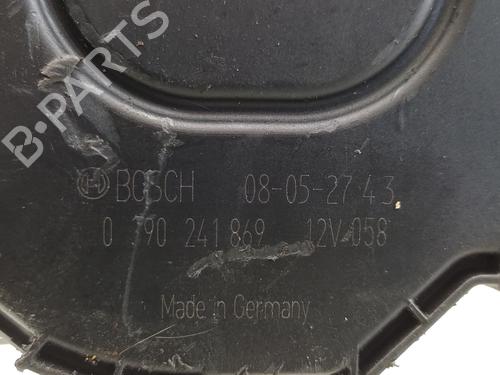 B-PARTS
BOSCH 08-05-27 43
0 390 241 869 12V 058
Made in Germany